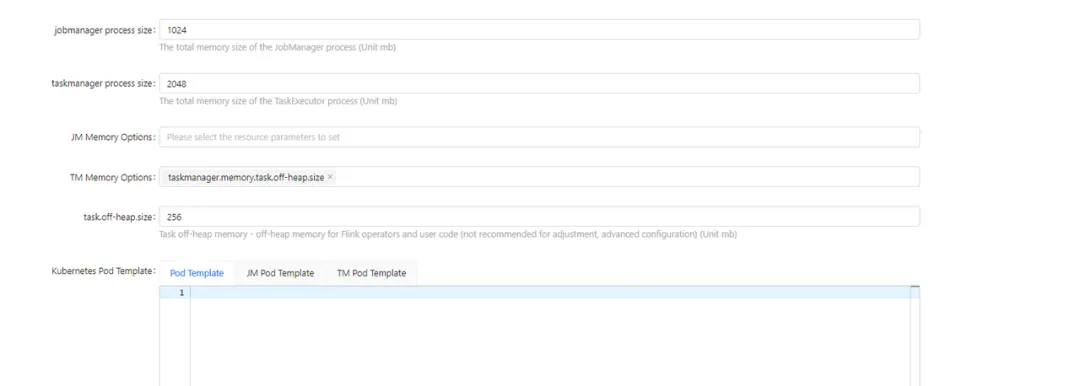 jobmanager process size: 1024
The total memory size of the JobManager process (Unit mb)
taskmanager process size: 2048
The total memory size of the TaskExecutor process (Unit mb)
JM Memory Options: Please select the resource parameters to set
TM Memory Options: taskmanager.memory.task.off-heap.size ×
task.off-heap.size: 256
Task off-heap memory - off-heap memory for Flink operators and user code (not recommended for adjustment, advanced configuration) (Unit mb)
Kubernetes Pod Template: Pod Template JM Pod Template TM Pod Template
1